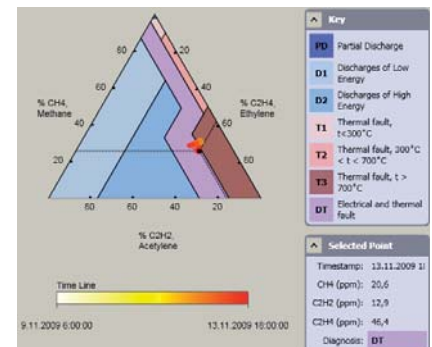 60
20
% CH4,
Methane
40
40
% C2H4,
Ethylene
40
60
20
60
60
60
40
20
% C2H2,
Acetylene
Time Line
9.11.2009 6:00:00
13.11.2009 16:00:00
Key
PD Partial Discharge
D1 Discharges of Low
Energy
D2 Discharges of High
Energy
T1 Thermal fault,
t<300°C
T2 Thermal fault, 300°C
< t < 700°C
T3 Thermal fault, t >
700°C
DT Electrical and thermal
fault
Selected Point
Timestamp: 13.11.2009 1
CH4 (ppm): 20,6
C2H2 (ppm): 12,9
C2H4 (ppm): 46,4
Diagnosis: DT